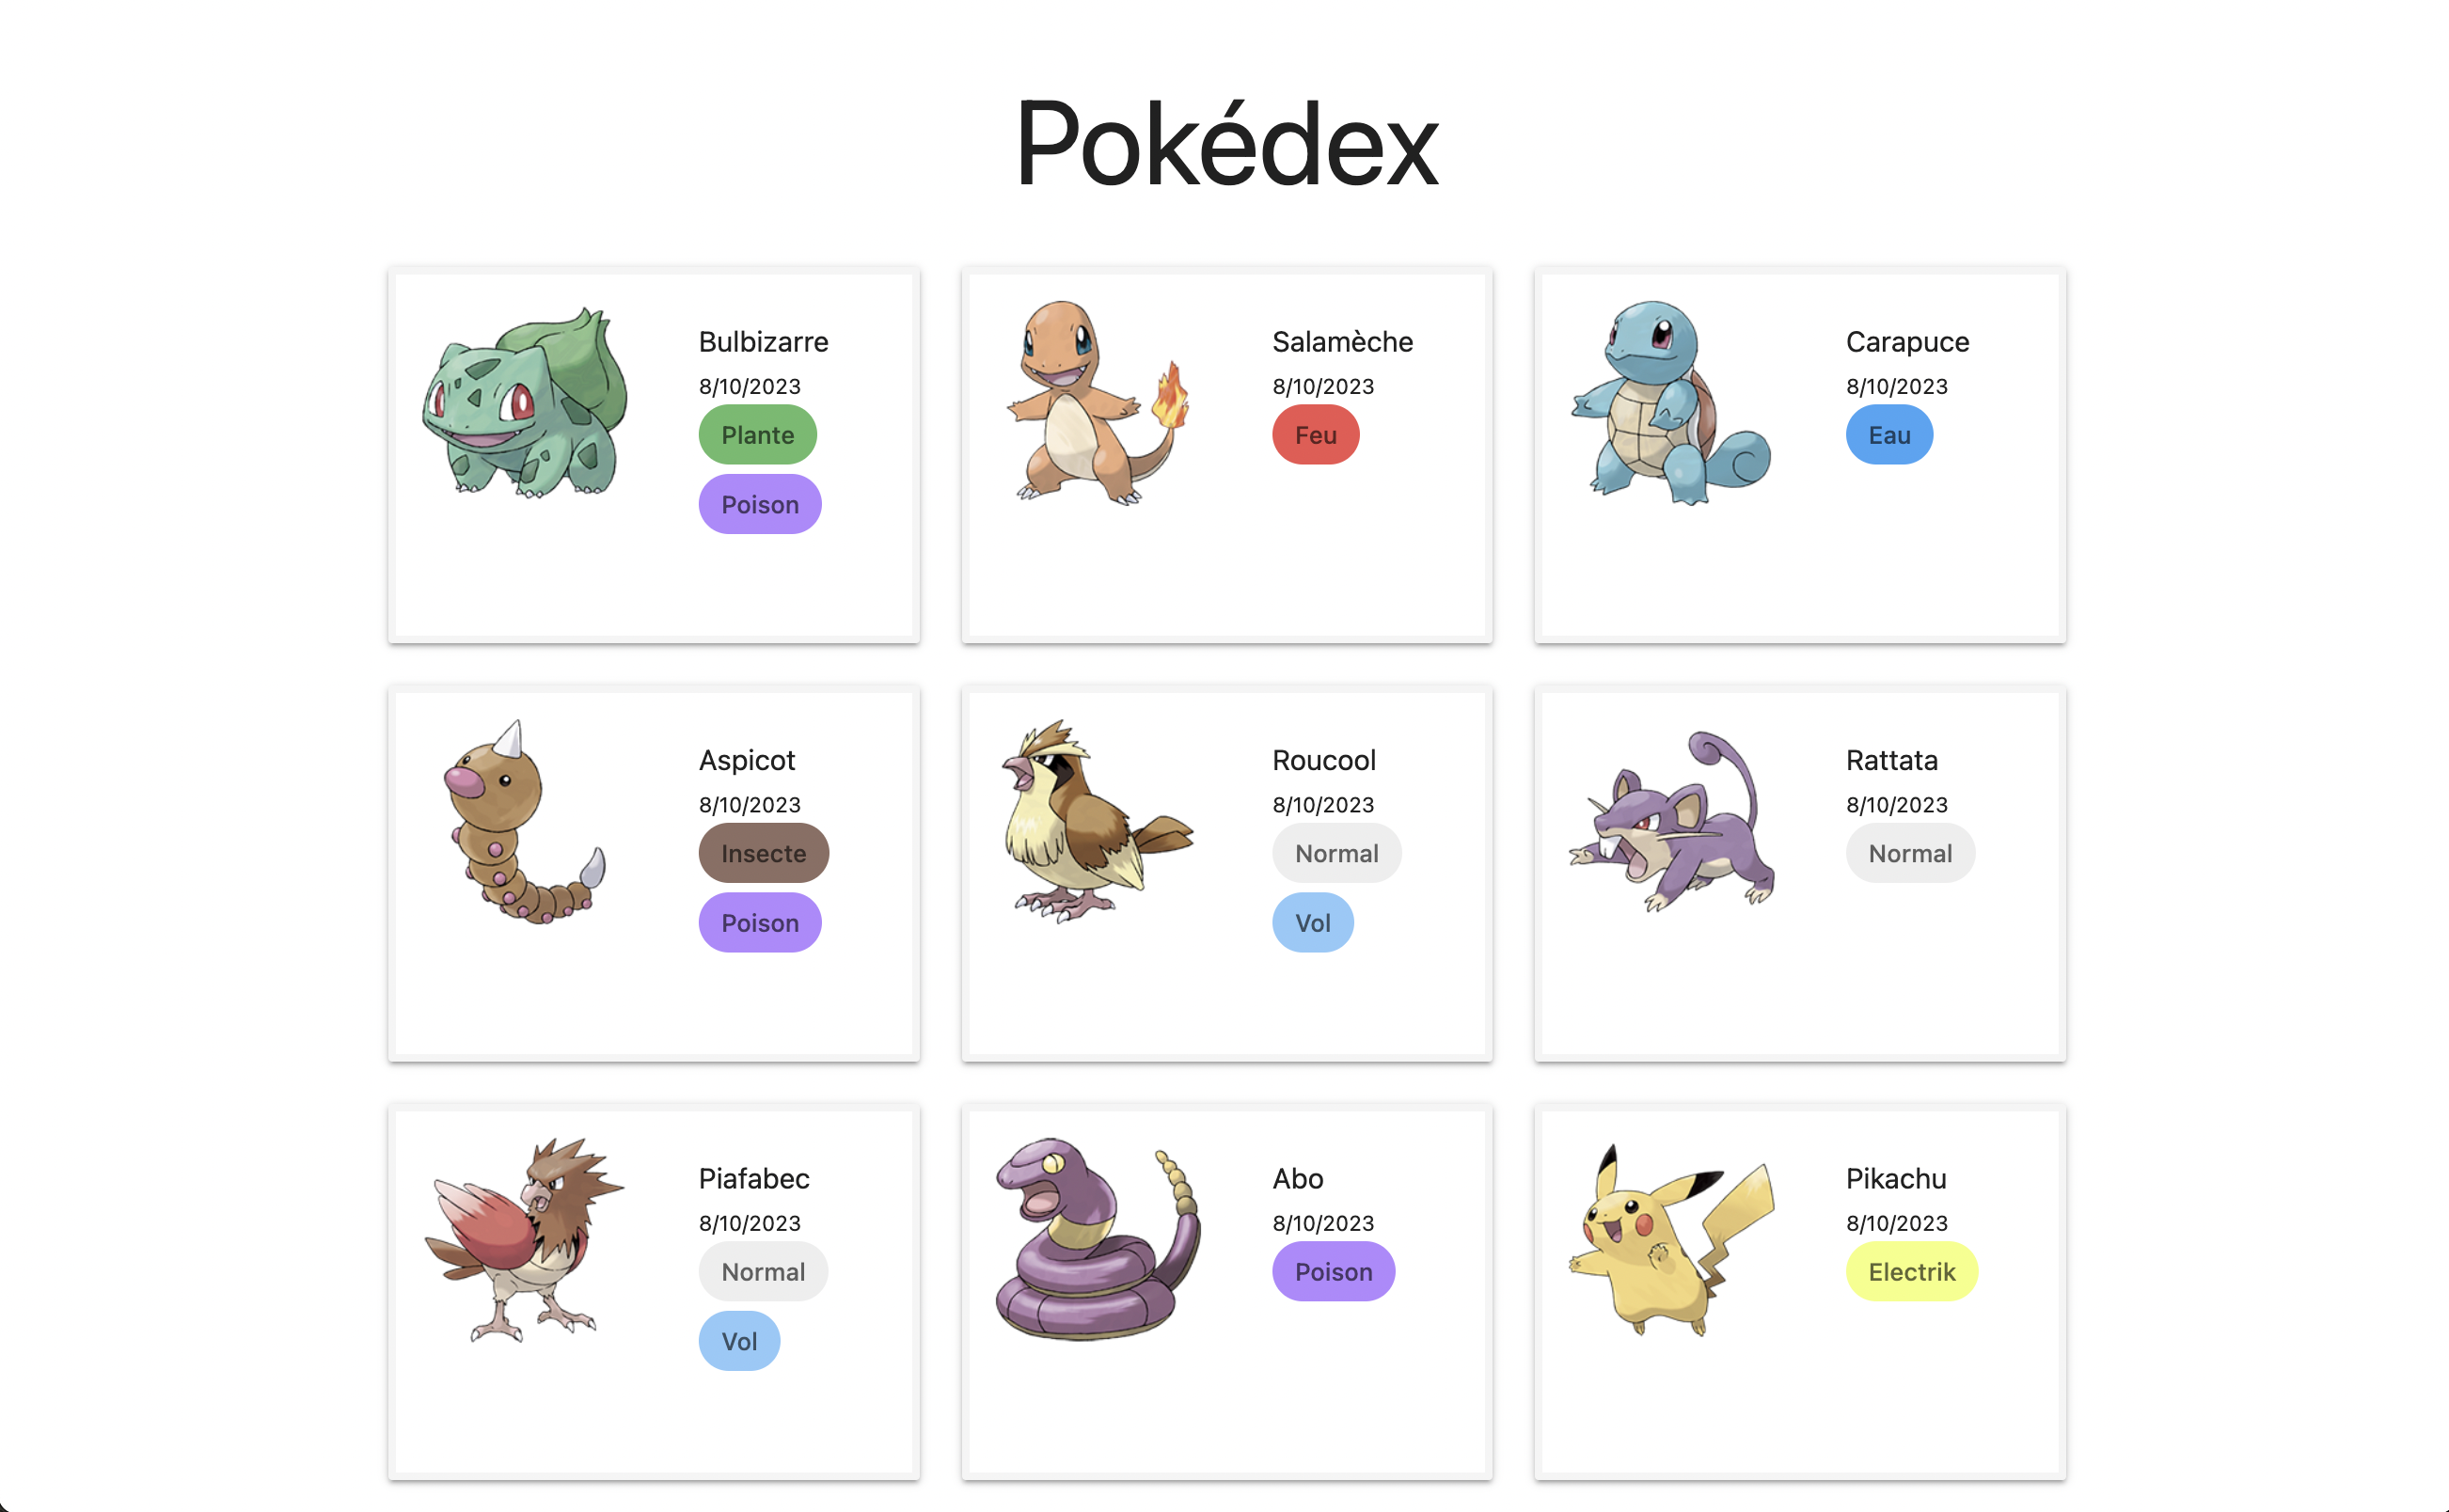 Pokédex
Bulbizarre
8/10/2023
Plante
Poison
Salamèche
8/10/2023
Feu
Carapuce
8/10/2023
Eau
Aspicot
8/10/2023
Insecte
Poison
Roucool
8/10/2023
Normal
Vol
Rattata
8/10/2023
Normal
Piafabec
8/10/2023
Normal
Vol
Abo
8/10/2023
Poison
Pikachu
8/10/2023
Electrik